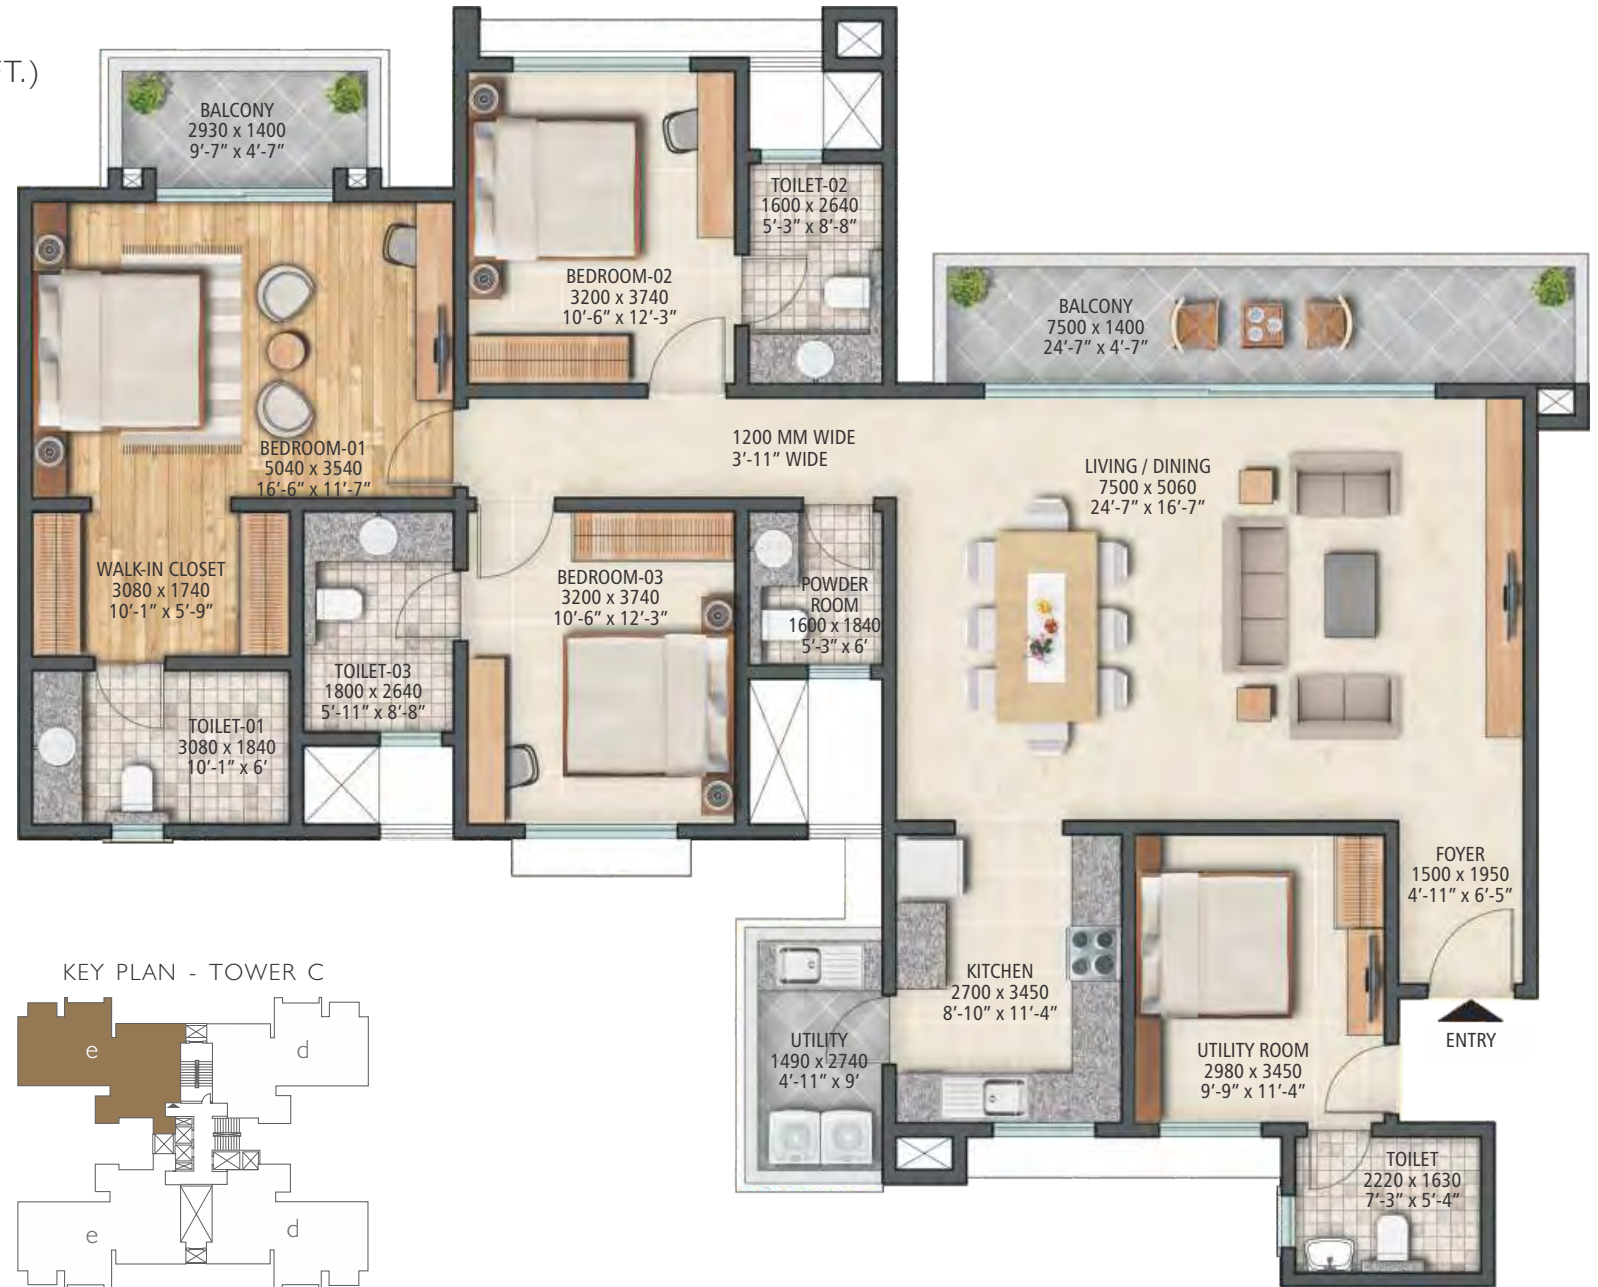 FT.)
BALCONY
2930 x 1400
9’-7” x 4’-7”
TOILET-02
1600 x 2640
5’-3” x 8’-8”
BEDROOM-02
3200 x 3740
10’-6” x 12’-3”
BALCONY
7500 x 1400
24’-7” x 4’-7”
BEDROOM-01
5040 x 3540
16’-6” x 11’-7”
1200 MM WIDE
3’-11” WIDE
LIVING / DINING
7500 x 5060
24’-7” x 16’-7”
WALK-IN CLOSET
3080 x 1740
10’-1” x 5’-9”
BEDROOM-03
3200 x 3740
10’-6” x 12’-3”
POWDER
ROOM
1600 x 1840
5’-3” x 6’
TOILET-03
1800 x 2640
5’-11” x 8’-8”
TOILET-01
3080 x 1840
10’-1” x 6’
FOYER
1500 x 1950
4’-11” x 6’-5”
KITCHEN
2700 x 3450
8’-10” x 11’-4”
UTILITY
1490 x 2740
4’-11” x 9’
UTILITY ROOM
2980 x 3450
9’-9” x 11’-4”
ENTRY
TOILET
2220 x 1630
7’-3” x 5’-4”
KEY PLAN - TOWER C
e
d
e
d